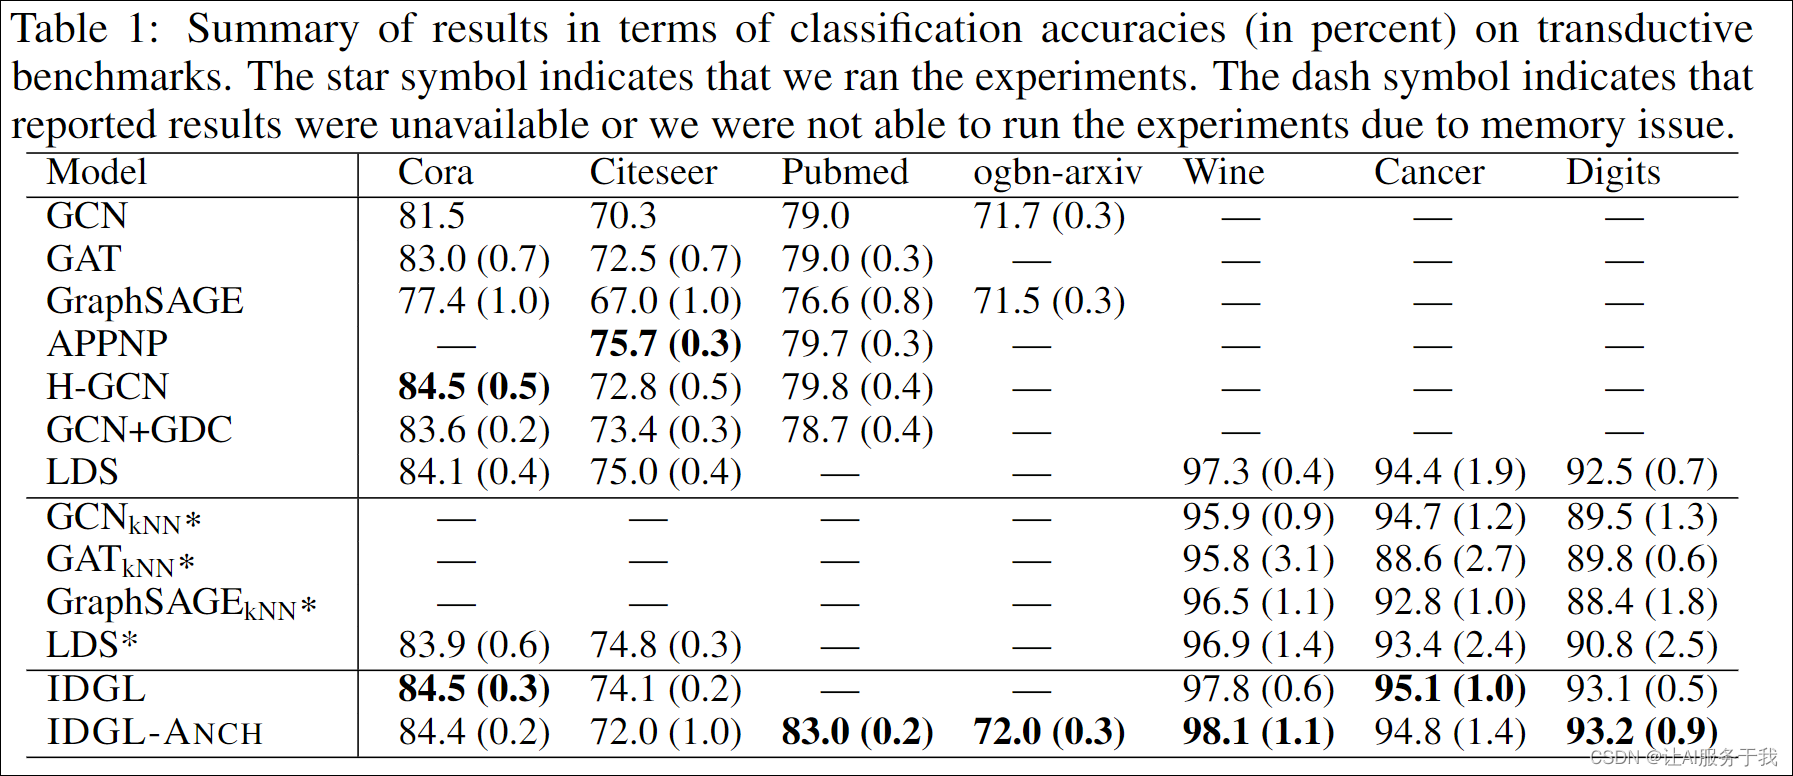 Table 1: Summary of results in terms of classification accuracies (in percent) on transductive
benchmarks. The star symbol indicates that we ran the experiments. The dash symbol indicates that
reported results were unavailable or we were not able to run the experiments due to memory issue.
Model Cora Citeseer Pubmed ogbn-arxiv Wine Cancer Digits
GCN 81.5 70.3 79.0 71.7 (0.3) — — —
GAT 83.0 (0.7) 72.5 (0.7) 79.0 (0.3) — — — —
GraphSAGE 77.4 (1.0) 67.0 (1.0) 76.6 (0.8) 71.5 (0.3) — — —
APPNP — 75.7 (0.3) 79.7 (0.3) — — — —
H-GCN 84.5 (0.5) 72.8 (0.5) 79.8 (0.4) — — — —
GCN+GDC 83.6 (0.2) 73.4 (0.3) 78.7 (0.4) — — — —
LDS 84.1 (0.4) 75.0 (0.4) — — 97.3 (0.4) 94.4 (1.9) 92.5 (0.7)
GCNkNN* — — — — 95.9 (0.9) 94.7 (1.2) 89.5 (1.3)
GATkNN* — — — — 95.8 (3.1) 88.6 (2.7) 89.8 (0.6)
GraphSAGEkNN* — — — — 96.5 (1.1) 92.8 (1.0) 88.4 (1.8)
LDS* 83.9 (0.6) 74.8 (0.3) — — 96.9 (1.4) 93.4 (2.4) 90.8 (2.5)
IDGL 84.5 (0.3) 74.1 (0.2) — — 97.8 (0.6) 95.1 (1.0) 93.1 (0.5)
IDGL-ANCH 84.4 (0.2) 72.0 (1.0) 83.0 (0.2) 72.0 (0.3) 98.1 (1.1) 94.8 (1.4) 93.2 (0.9)
CSDN @让AI服务于我